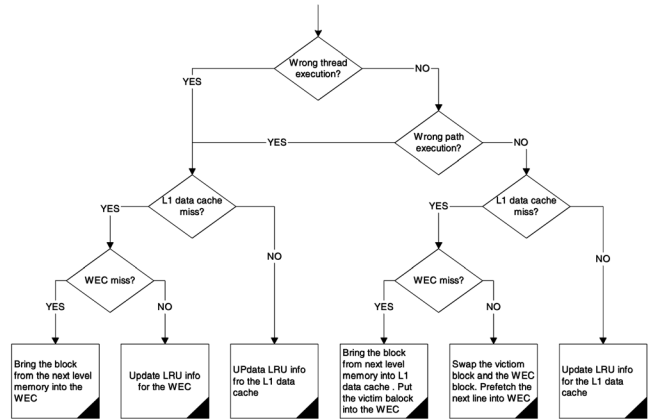 Wrong thread
execution?
YES
NO
Wrong path
execution?
YES
NO
L1 data cache
miss?
L1 data cache
miss?
YES
YES
NO
NO
WEC miss?
WEC miss?
YES
NO
YES
NO
Bring the block
from the next level
memory into the
WEC
Update LRU info
for the WEC
UPdata LRU info
fro the L1 data
cache
Bring the block
from next level
memory into L1
data cache . Put
the victim balock
into the WEC
Swap the victiom
block and the WEC
block. Prefetch the
next line into WEC
Update LRU info
for the L1 data
cache